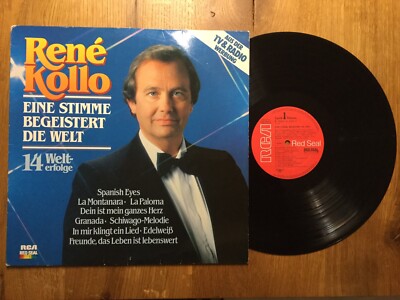 René
Kollo
AUS DER
TV & RADIO
WERBUNG
EINE STIMME
BEGEISTERT
DIE WELT
14 Welt-
erfolge
Spanish Eyes
La Montanara · La Paloma
Dein ist mein ganzes Herz
Granada · Schiwago-Melodie
In mir klingt ein Lied · Edelweiß
Freunde, das Leben ist lebenswert
RCA
RED SEAL
RCA
Red Seal